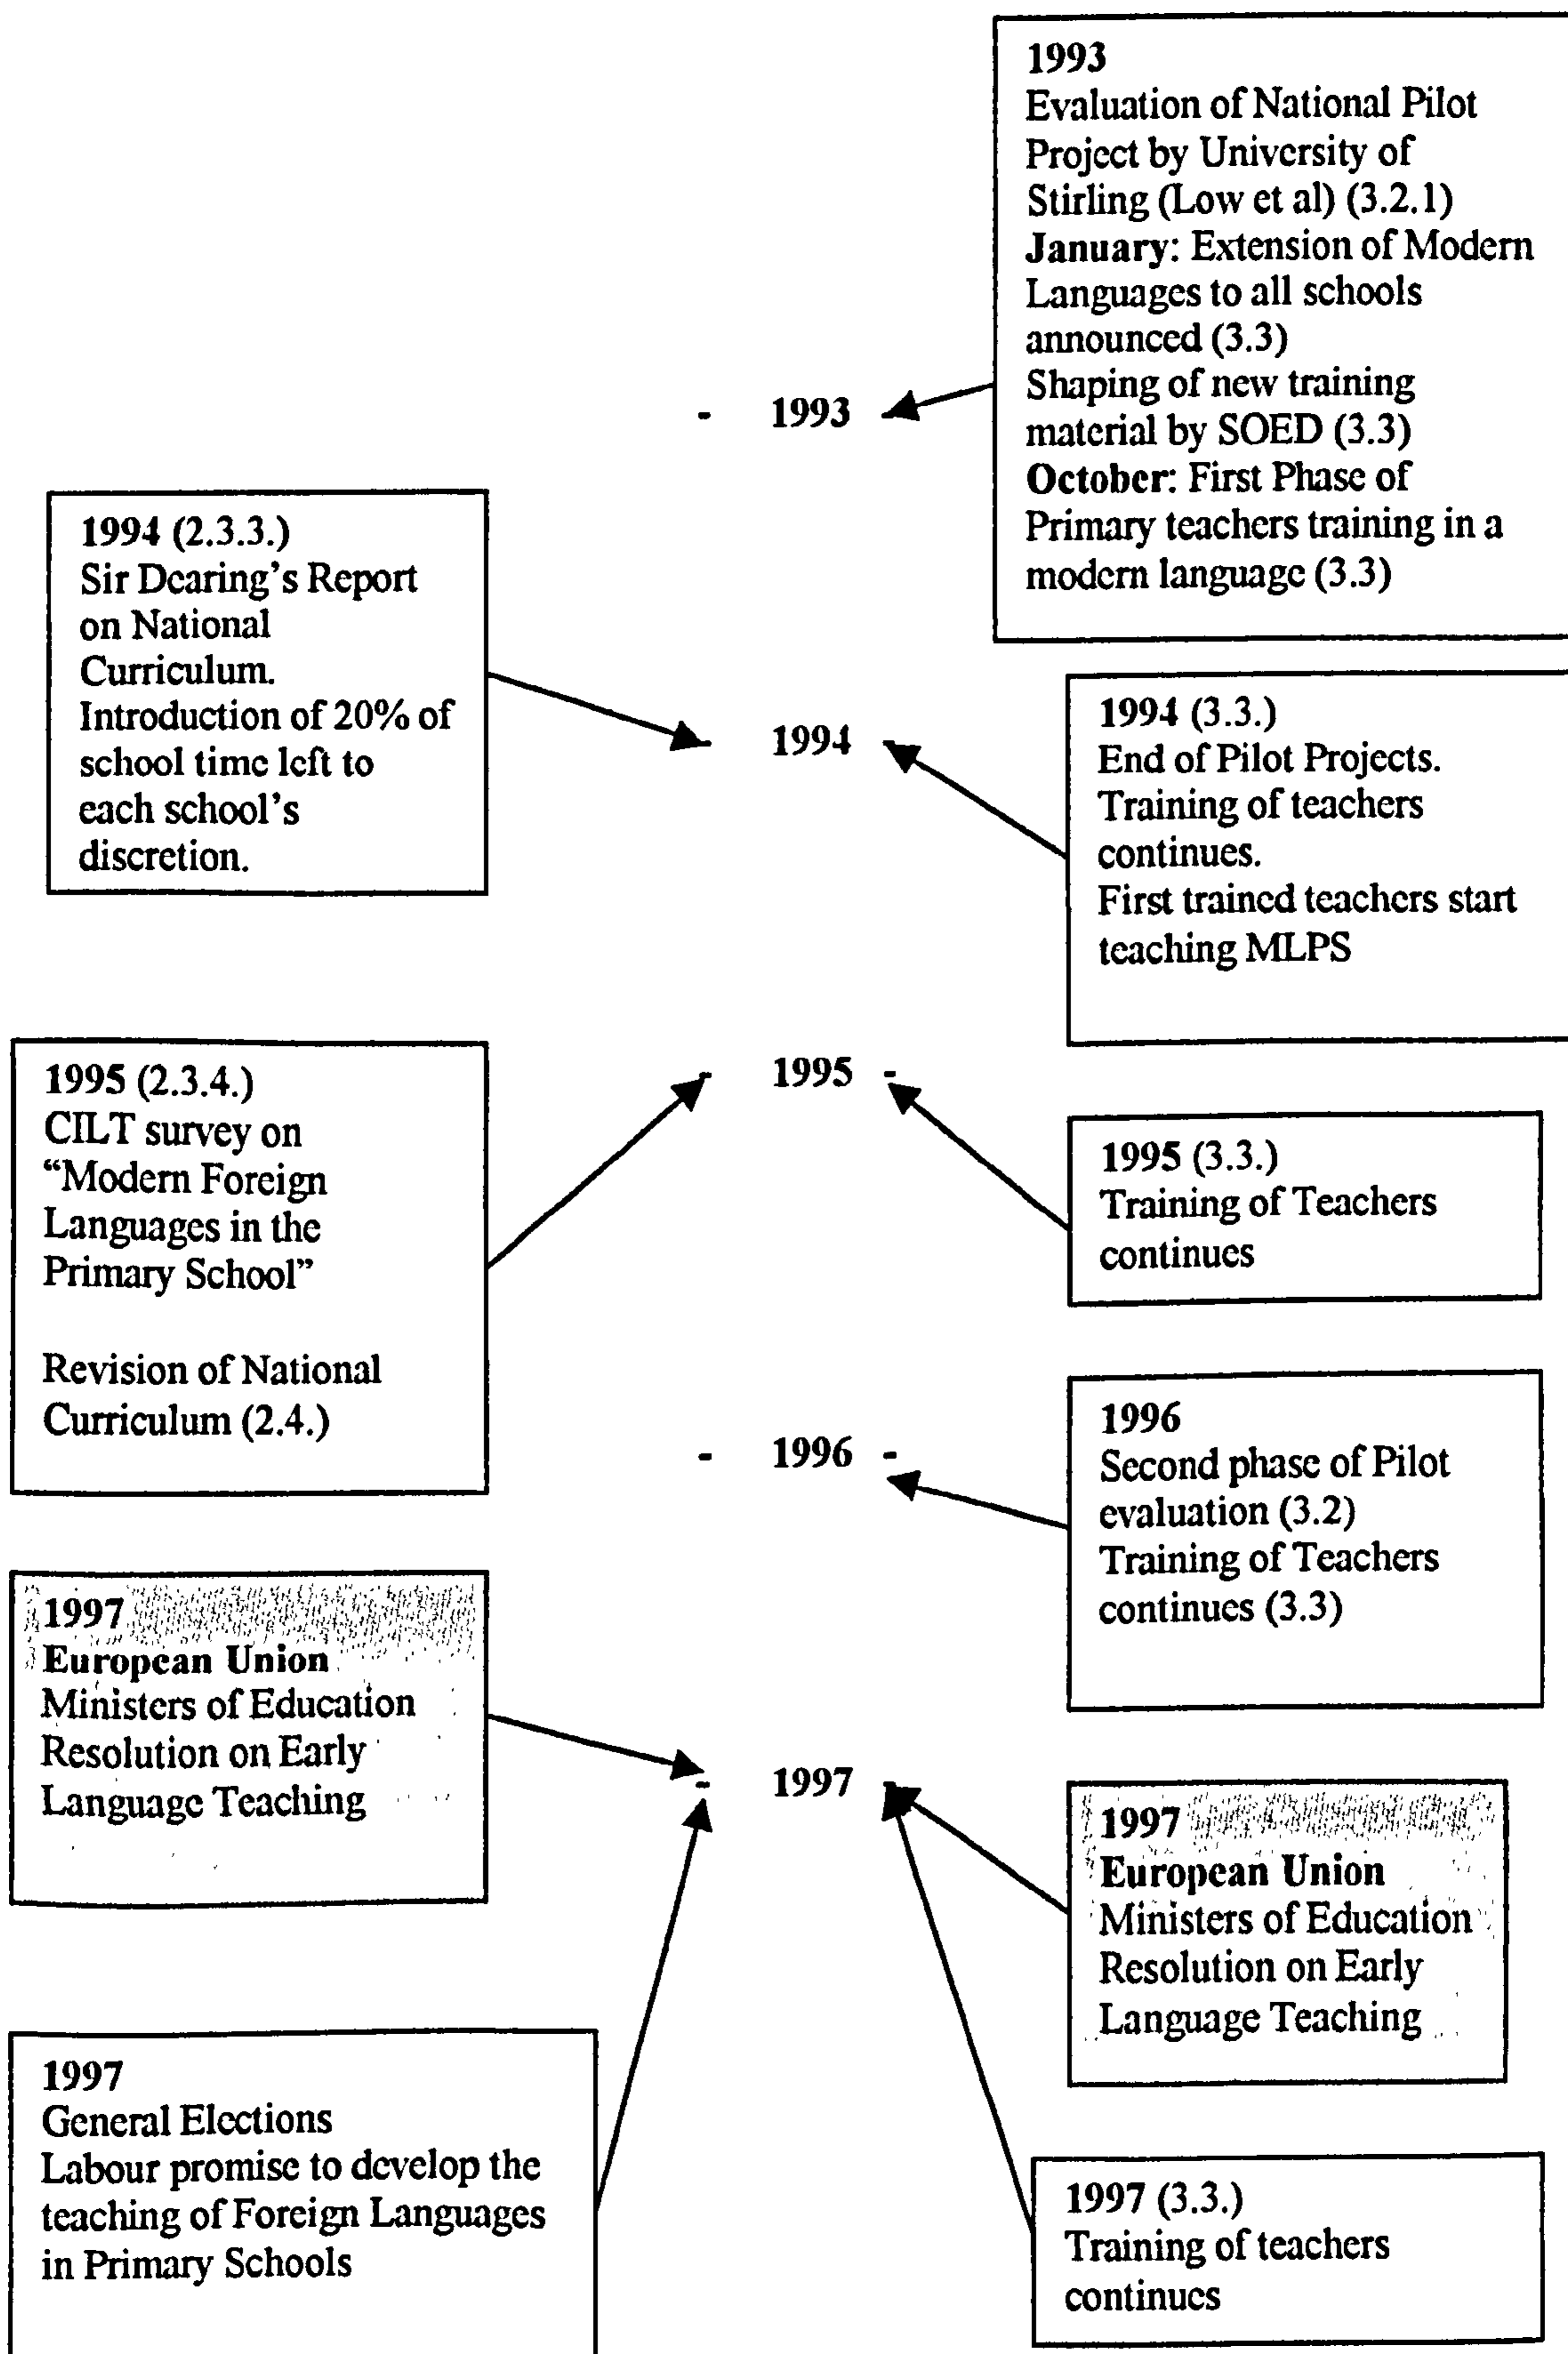 1993
Evaluation of National Pilot
Project by University of
Stirling (Low et al) (3.2.1)
January: Extension of Modern
Languages to all schools
announced (3.3)
Shaping of new training
material by SOED (3.3)
October: First Phase of
Primary teachers training in a
modern language (3.3)
- 1993 -
1994 (2.3.3.)
Sir Dearing's Report
on National
Curriculum.
Introduction of 20% of
school time left to
each school's
discretion.
- 1994 -
1994 (3.3.)
End of Pilot Projects.
Training of teachers
continues.
First trained teachers start
teaching MLPS
1995 (2.3.4.)
CILT survey on
“Modern Foreign
Languages in the
Primary School”
Revision of National
Curriculum (2.4.)
- 1995 -
1995 (3.3.)
Training of Teachers
continues
- 1996 -
1996
Second phase of Pilot
evaluation (3.2)
Training of Teachers
continues (3.3)
1997
European Union
Ministers of Education
Resolution on Early
Language Teaching
- 1997 -
1997
European Union
Ministers of Education
Resolution on Early
Language Teaching
1997
General Elections
Labour promise to develop the
teaching of Foreign Languages
in Primary Schools
1997 (3.3.)
Training of teachers
continues